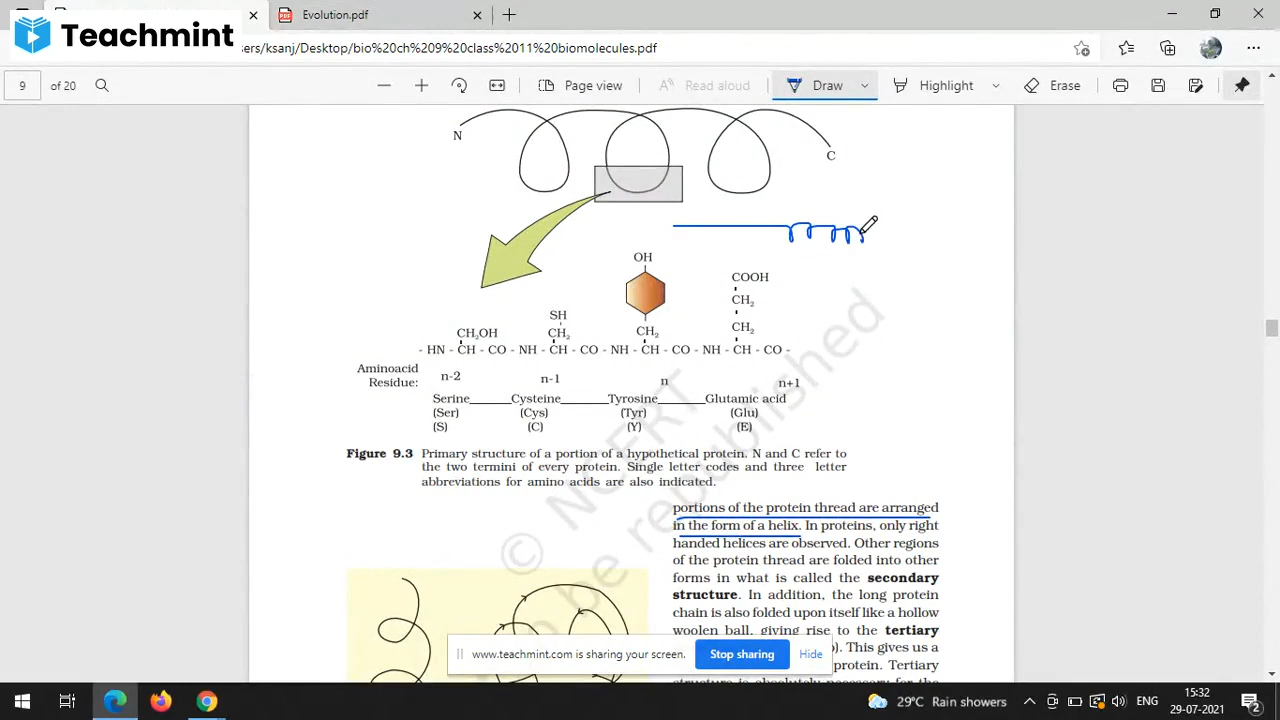 Evolution.pdf
Teachmint
ers/ksanj/Desktop/bio%20ch%209%20class%2011%20biomolecules.pdf
9 of 20 Page view Read aloud Draw Highlight Erase
N
C
OH
COOH
SH
CH2
CH2OH CH2 CH2 CH2
- HN - CH - CO - NH - CH - CO - NH - CH - CO - NH - CH - CO -
Aminoacid
Residue: n-2 n-1 n n+1
Serine Cysteine Tyrosine Glutamic acid
(Ser) (Cys) (Tyr) (Glu)
(S) (C) (Y) (E)
Figure 9.3 Primary structure of a portion of a hypothetical protein. N and C refer to
the two termini of every protein. Single letter codes and three letter
abbreviations for amino acids are also indicated.
© NCERT
be republished
portions of the protein thread are arranged
in the form of a helix. In proteins, only right
handed helices are observed. Other regions
of the protein thread are folded into other
forms in what is called the secondary
structure. In addition, the long protein
chain is also folded upon itself like a hollow
woolen ball, giving rise to the tertiary
). This gives us a
protein. Tertiary
www.teachmint.com is sharing your screen. Stop sharing Hide
29°C Rain showers ENG 15:32
29-07-2021
2